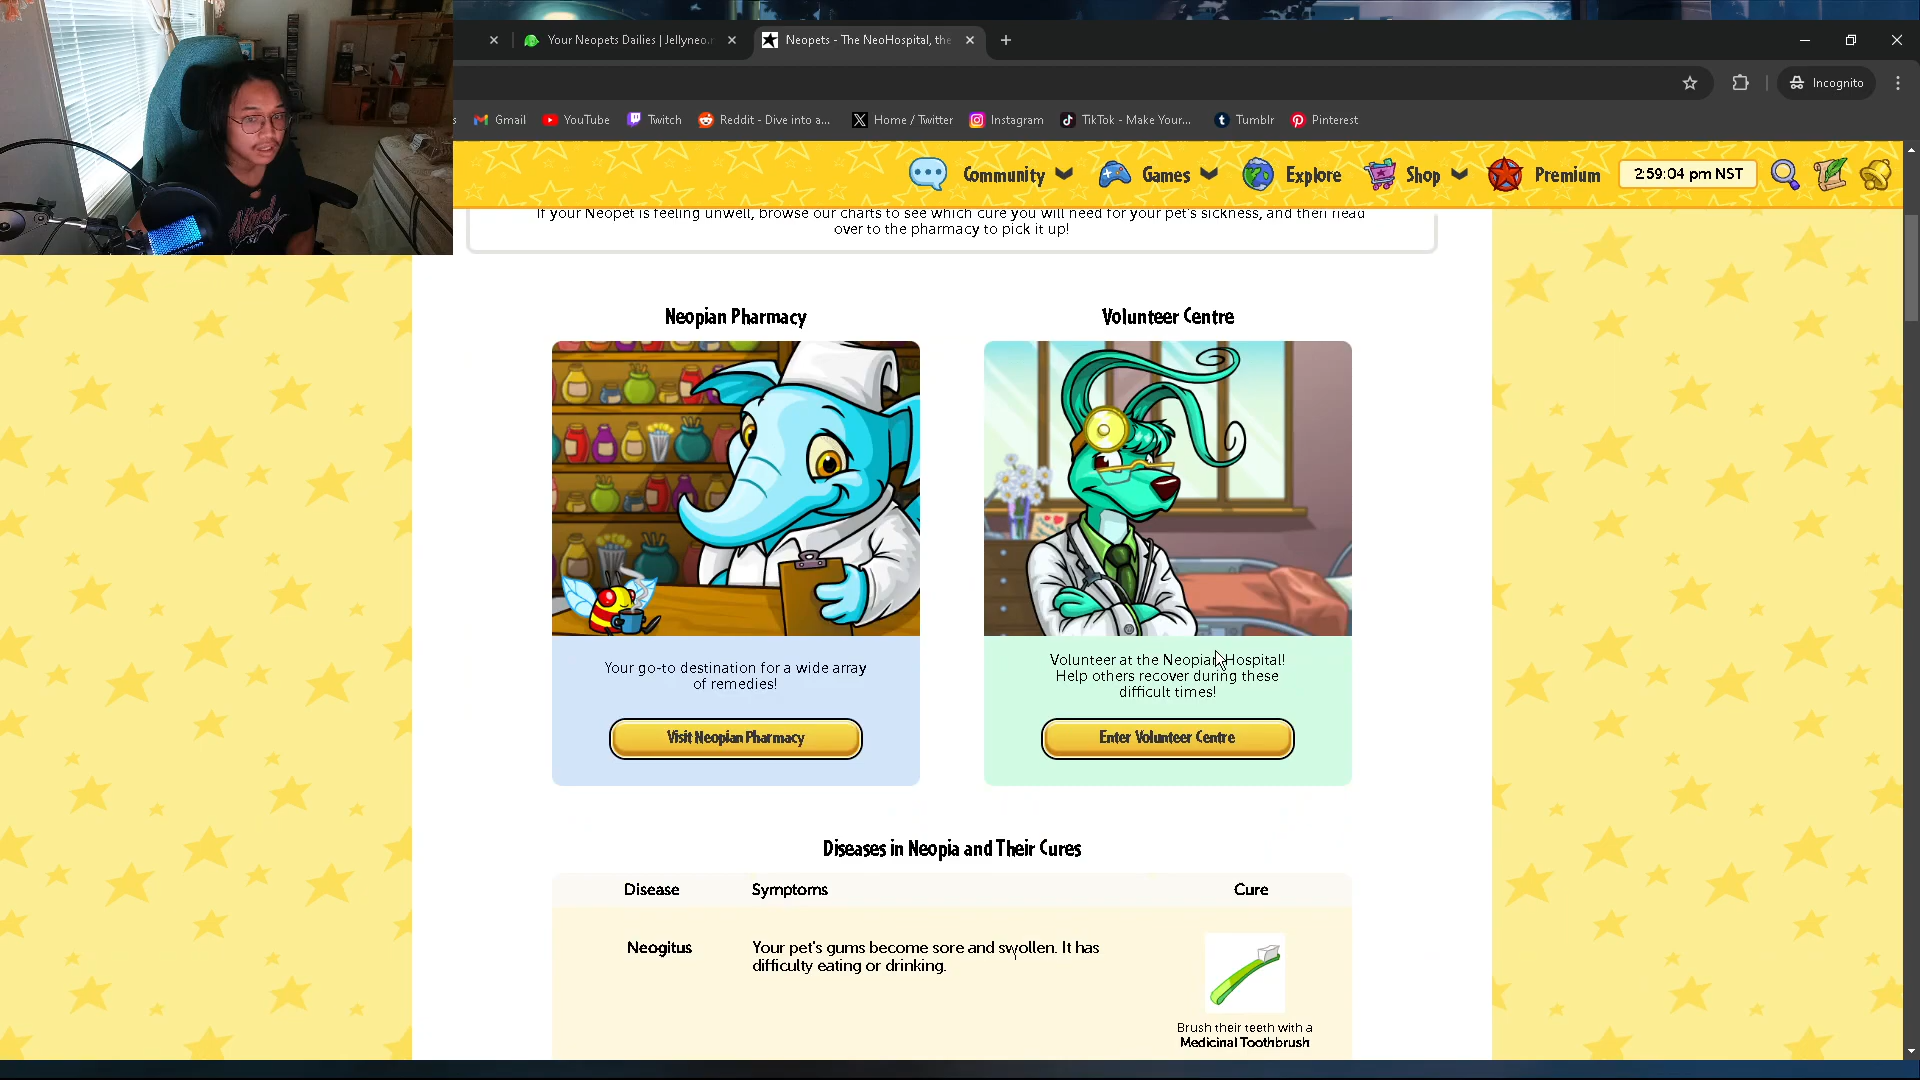 Your Neopets Dailies | Jellyneo.
Neopets - The NeoHospital, the
Incognito
Gmail
YouTube
Twitch
Reddit - Dive into a...
Home / Twitter
Instagram
TikTok - Make Your...
Tumblr
Pinterest
Community
Games
Explore
Shop
Premium
2:59:04 pm NST
If your Neopet is feeling unwell, browse our charts to see which cure you will need for your pet's sickness, and then head
over to the pharmacy to pick it up!
Neopian Pharmacy
Your go-to destination for a wide array
of remedies!
Visit Neopian Pharmacy
Volunteer Centre
Volunteer at the Neopian Hospital!
Help others recover during these
difficult times!
Enter Volunteer Centre
Diseases in Neopia and Their Cures
Disease Symptoms Cure
Neogitus
Your pet's gums become sore and swollen. It has
difficulty eating or drinking.
Brush their teeth with a
Medicinal Toothbrush